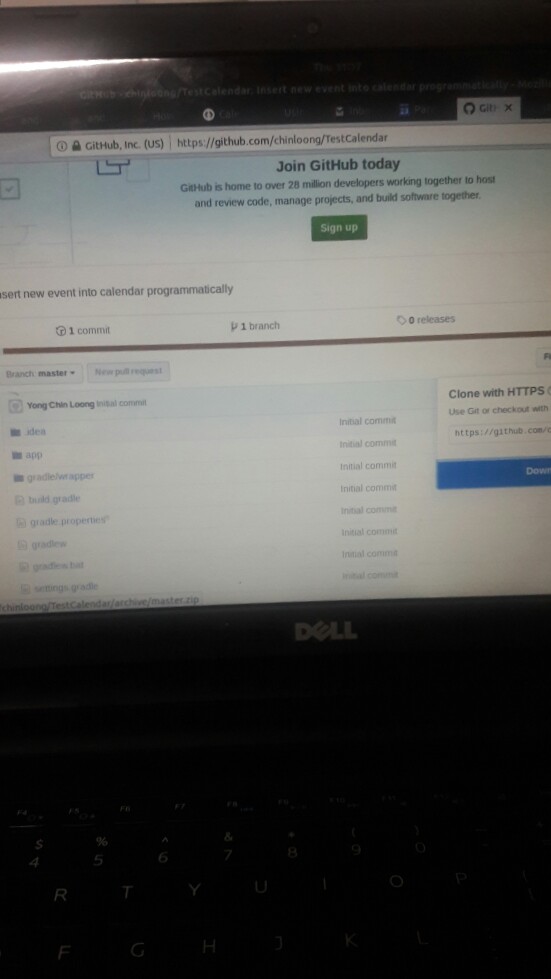 GitHub - chinloong/TestCalendar: Insert new event into calendar programmatically - Mozil
GitHub, Inc. (US) https://github.com/chinloong/TestCalendar
Join GitHub today
GitHub is home to over 28 million developers working together to host
and review code, manage projects, and build software together.
Sign up
nsert new event into calendar programmatically
1 commit 1 branch 0 releases
Branch: master New pull request
Clone with HTTPS
Use Git or checkout with
https://github.com/c
Down
Yong Chin Loong Initial commit
.idea Initial commit
app Initial commit
gradle/wrapper Initial commit
build.gradle Initial commit
gradle.properties Initial commit
gradlew Initial commit
gradlew.bat Initial commit
settings.gradle Initial commit
/chinloong/TestCalendar/archive/master.zip
DELL
F4 F5 F6 F7
$ % ^ & * ( )
4 5 6 7 8 9 0
R T Y U I O P
F G H J K L